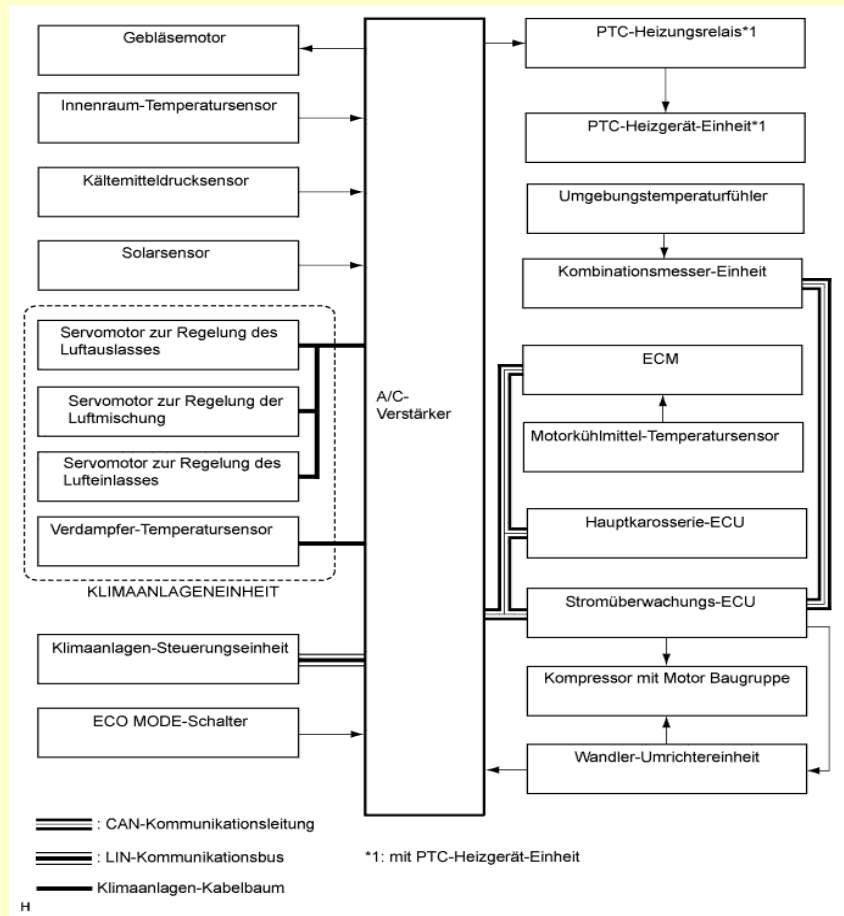 Gebläsemotor
Innenraum-Temperatursensor
Kältemitteldrucksensor
Solarsensor
Servomotor zur Regelung des
Luftauslasses
Servomotor zur Regelung der
Luftmischung
Servomotor zur Regelung des
Lufteinlasses
Verdampfer-Temperatursensor
KLIMAANLAGENEINHEIT
Klimaanlagen-Steuerungseinheit
ECO MODE-Schalter
A/C-
Verstärker
PTC-Heizungsrelais*1
PTC-Heizgerät-Einheit*1
Umgebungstemperaturfühler
Kombinationsmesser-Einheit
ECM
Motorkühlmittel-Temperatursensor
Hauptkarosserie-ECU
Stromüberwachungs-ECU
Kompressor mit Motor Baugruppe
Wandler-Umrichtereinheit
: CAN-Kommunikationsleitung
: LIN-Kommunikationsbus
: Klimaanlagen-Kabelbaum
*1: mit PTC-Heizgerät-Einheit
H